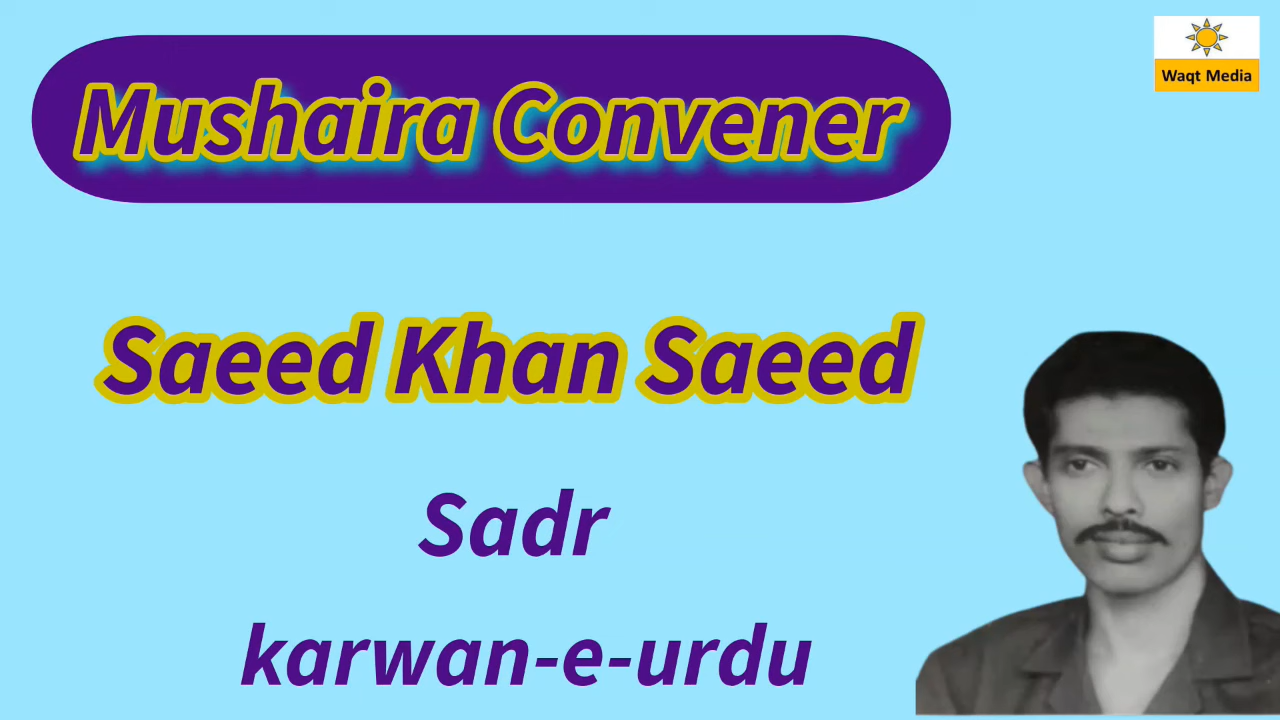 Mushaira Convener
Waqt Media
Saeed Khan Saeed
Sadr
karwan-e-urdu